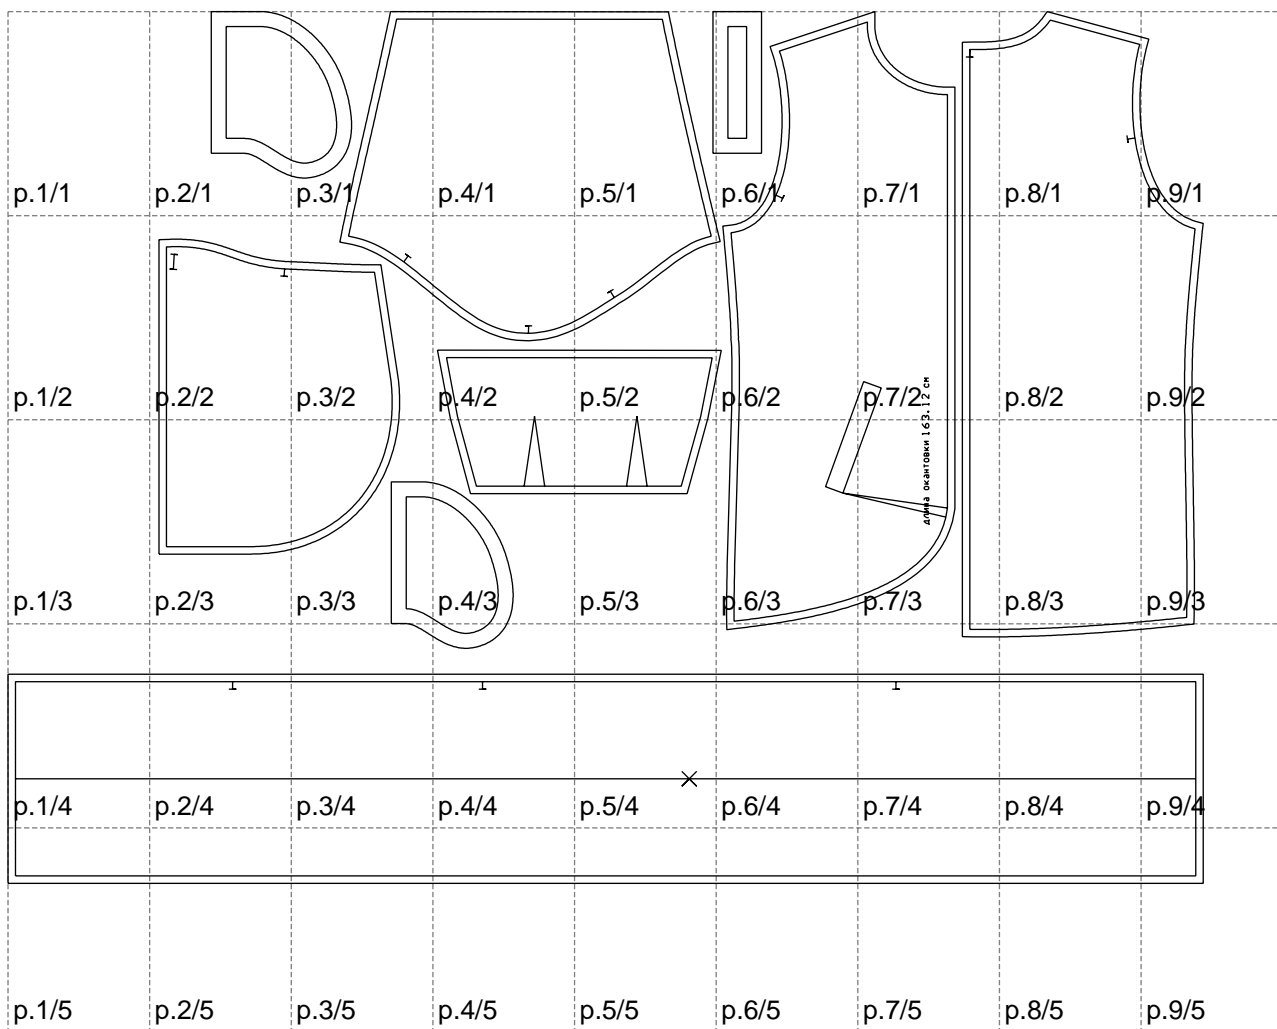 p.1/1 p.2/1 p.3/1 p.4/1 p.5/1 p.6/1 p.7/1 p.8/1 p.9/1
p.1/2 p.2/2 p.3/2 p.4/2 p.5/2 p.6/2 p.7/2 p.8/2 p.9/2
длина окантовки 163.12 см
p.1/3 p.2/3 p.3/3 p.4/3 p.5/3 p.6/3 p.7/3 p.8/3 p.9/3
p.1/4 p.2/4 p.3/4 p.4/4 p.5/4 p.6/4 p.7/4 p.8/4 p.9/4
p.1/5 p.2/5 p.3/5 p.4/5 p.5/5 p.6/5 p.7/5 p.8/5 p.9/5